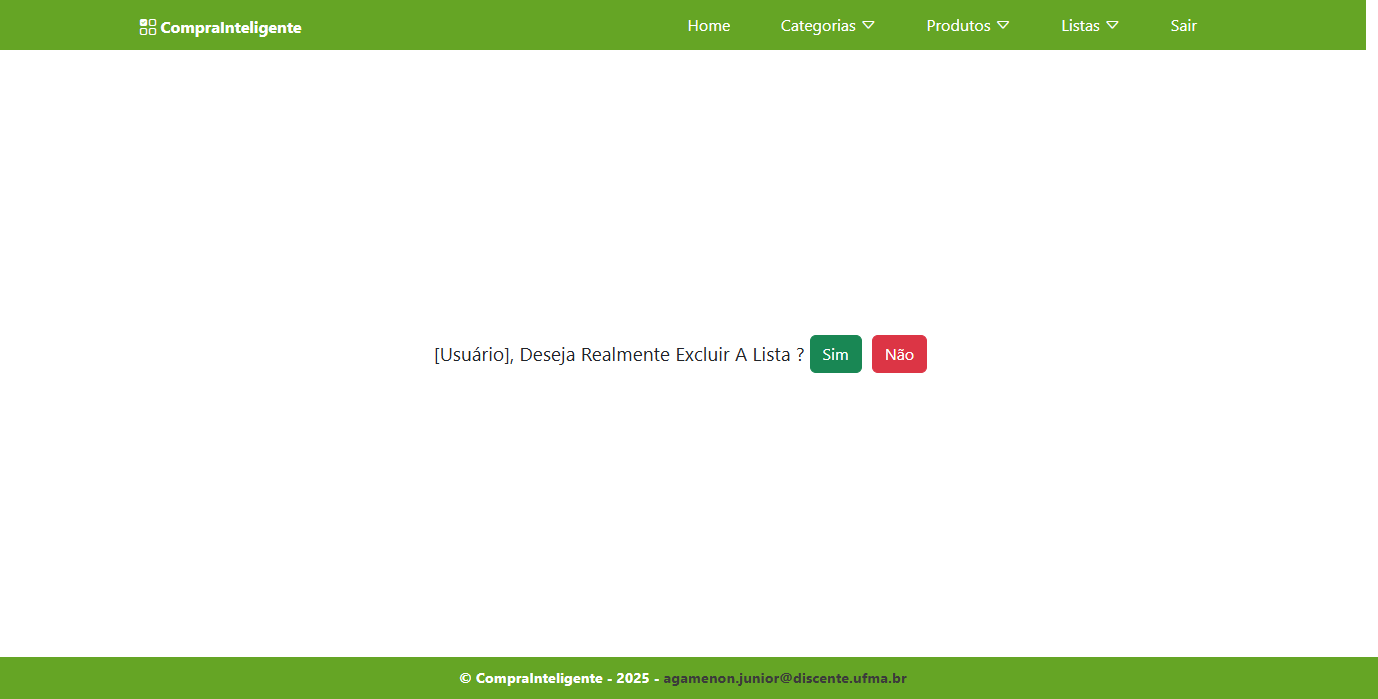 CompraInteligente Home Categorias Produtos Listas Sair
[Usuário], Deseja Realmente Excluir A Lista ? Sim Não
© CompraInteligente - 2025 - agamenon.junior@discente.ufma.br